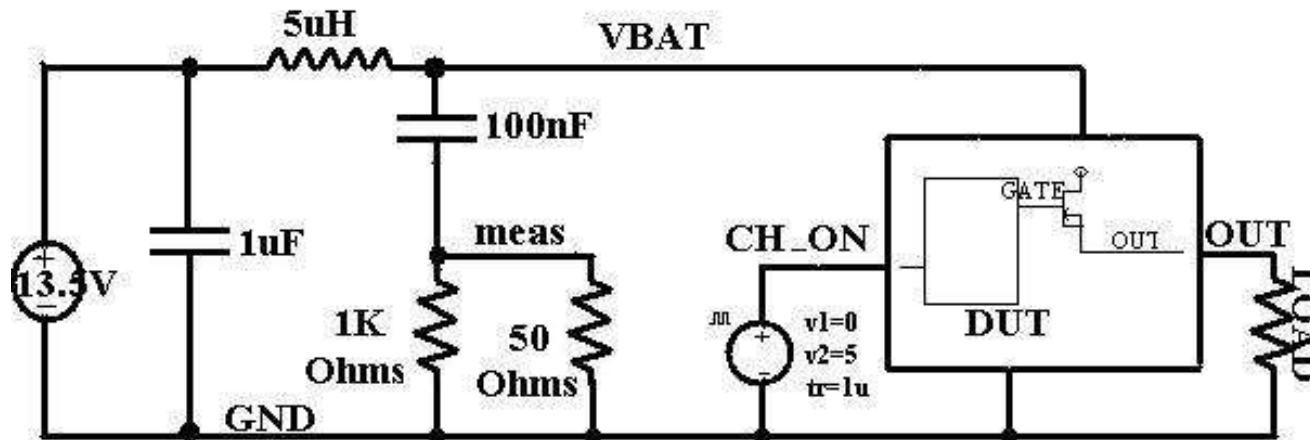 5uH
VBAT
100nF
GATE
meas
CH_ON
OUT
OUT
1uF
13.5V
1K
Ohms
50
Ohms
v1=0
v2=5
tr=1u
DUT
LOAD
GND